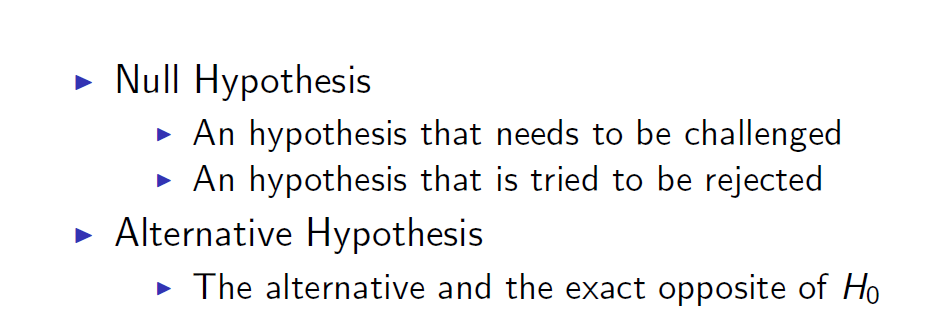 Null Hypothesis
An hypothesis that needs to be challenged
An hypothesis that is tried to be rejected
Alternative Hypothesis
The alternative and the exact opposite of H₀